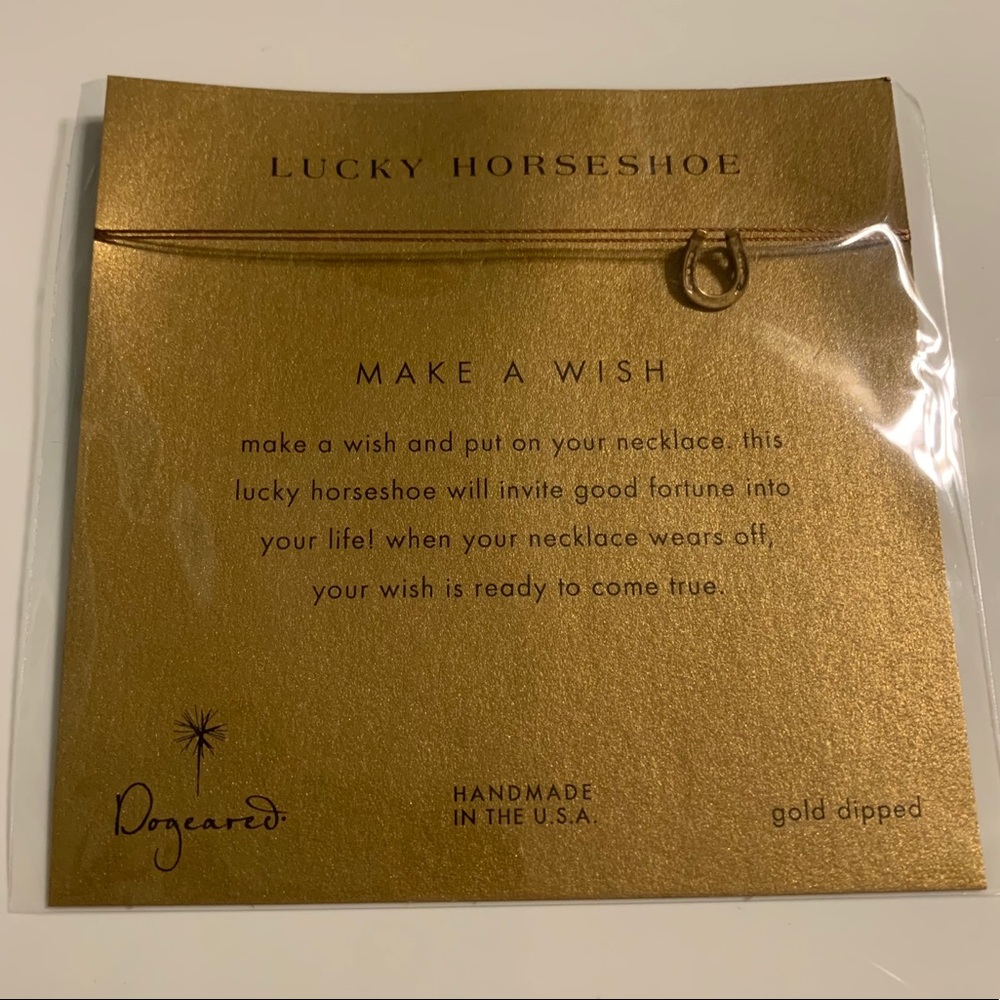 LUCKY HORSESHOE
MAKE A WISH
make a wish and put on your necklace. this
lucky horseshoe will invite good fortune into
your life! when your necklace wears off,
your wish is ready to come true.
Dogeared.
HANDMADE
IN THE U.S.A.
gold dipped